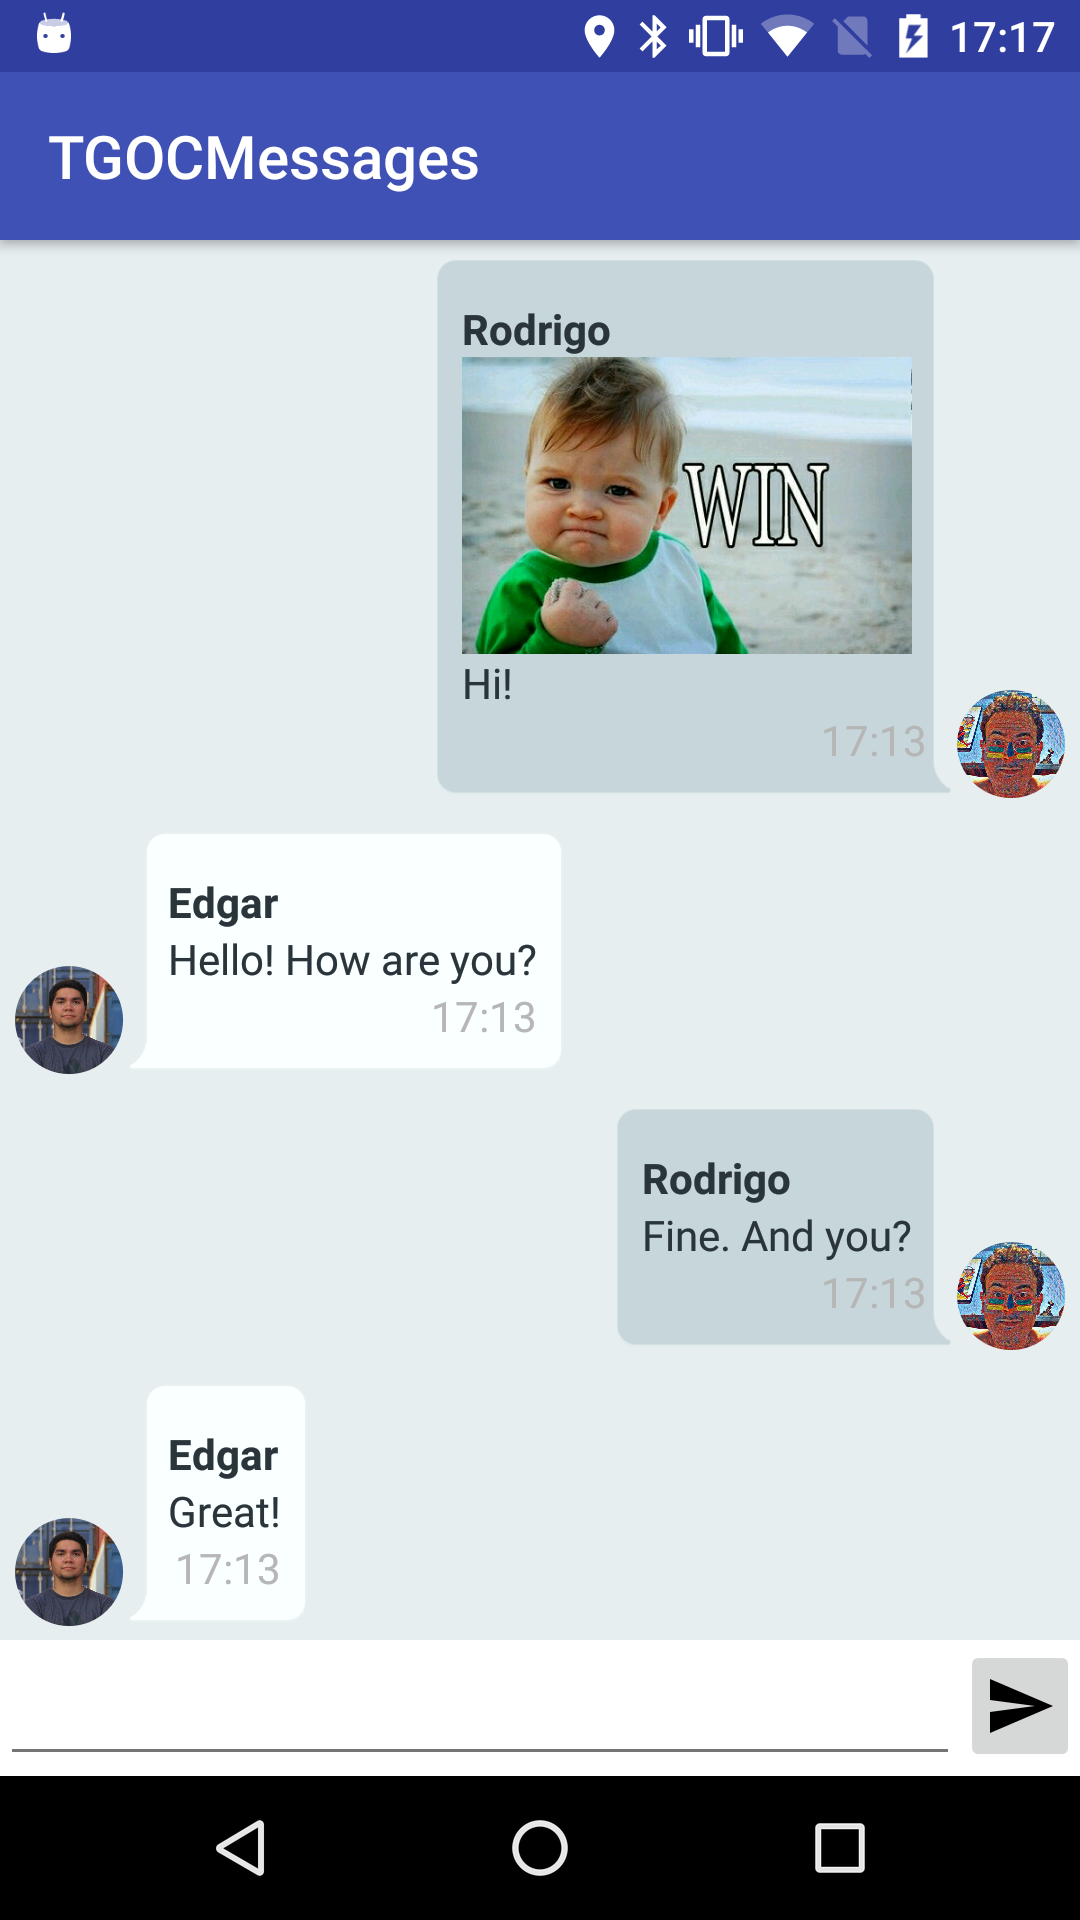 17:17
TGOCMessages
Rodrigo
WIN
Hi!
17:13
Edgar
Hello! How are you?
17:13
Rodrigo
Fine. And you?
17:13
Edgar
Great!
17:13